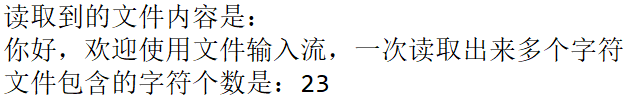 读取到的文件内容是：
你好，欢迎使用文件输入流，一次读取出来多个字符
文件包含的字符个数是：23